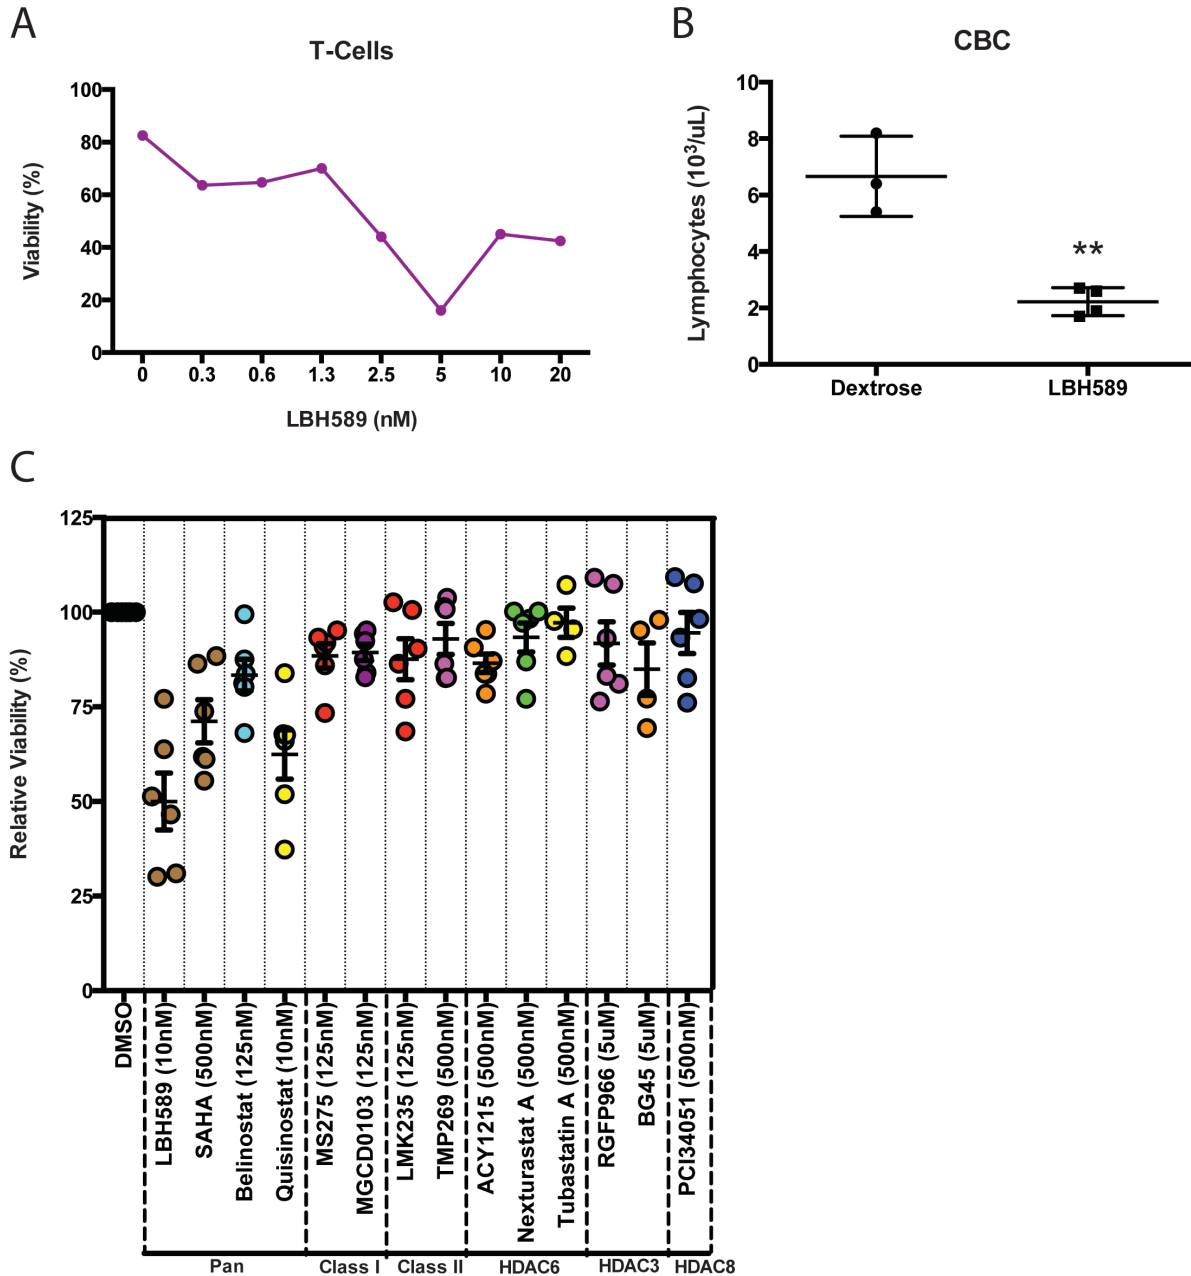 A
T-Cells
Viability (%)
100
80
60
40
20
0
0 0.3 0.6 1.3 2.5 5 10 20
LBH589 (nM)
B
CBC
Lymphocytes (10³/uL)
10
8
6
4
2
0
**
Dextrose LBH589
C
Relative Viability (%)
125
100
75
50
25
0
DMSO
LBH589 (10nM)
SAHA (500nM)
Belinostat (125nM)
Quisinostat (10nM)
MS275 (125nM)
MGCD0103 (125nM)
LMK235 (125nM)
TMP269 (500nM)
ACY1215 (500nM)
Nexturastat A (500nM)
Tubastatin A (500nM)
RGFP966 (5uM)
BG45 (5uM)
PCI34051 (500nM)
Pan Class I Class II HDAC6 HDAC3 HDAC8